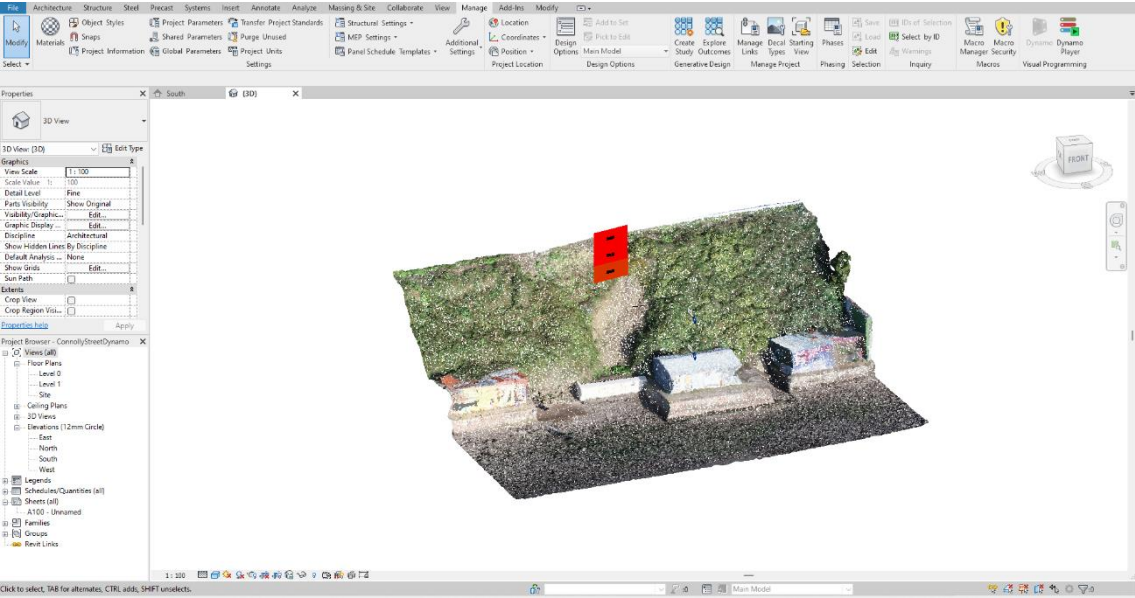 File Architecture Structure Steel Precast Systems Insert Annotate Analyze Massing & Site Collaborate View Manage Add-Ins Modify
Modify
Select
Materials
Object Styles
Snaps
Project Information
Project Parameters
Shared Parameters
Global Parameters
Transfer Project Standards
Purge Unused
Project Units
Structural Settings
MEP Settings
Panel Schedule Templates
Additional Settings
Settings
Location
Coordinates
Position
Project Location
Design Options
Add to Set
Pick to Edit
Main Model
Design Options
Create Study
Explore Outcomes
Generative Design
Manage Links
Decal Types
Starting View
Manage Project
Phases
Phasing
Save
Load
Edit
Selection
IDs of Selection
Select by ID
Warnings
Inquiry
Macro Manager
Macro Security
Macros
Dynamo
Dynamo Player
Visual Programming
Properties X
South
{3D} X
3D View
3D View: {3D} Edit Type
Graphics
View Scale 1 : 100
Scale Value 1: 100
Detail Level Fine
Parts Visibility Show Original
Visibility/Graphic... Edit...
Graphic Display ... Edit...
Discipline Architectural
Show Hidden Lines By Discipline
Default Analysis ... None
Show Grids Edit...
Sun Path
Extents
Crop View
Crop Region Visi...
Properties help Apply
Project Browser - ConnollyStreetDynamo X
Views (all)
Floor Plans
Level 0
Level 1
Site
Ceiling Plans
3D Views
Elevations (12mm Circle)
East
North
South
West
Legends
Schedules/Quantities (all)
Sheets (all)
A100 - Unnamed
Families
Groups
Revit Links
FRONT
1 : 100
Click to select, TAB for alternates, CTRL adds, SHIFT unselects.
:0
Main Model
:0